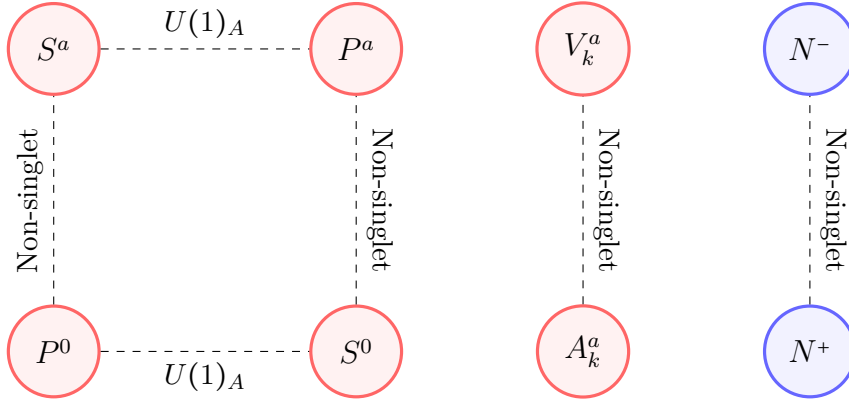 $S^a$
$U(1)_A$
$P^a$
$V_k^a$
$N^-$
Non-singlet
Non-singlet
Non-singlet
Non-singlet
$P^0$
$U(1)_A$
$S^0$
$A_k^a$
$N^+$